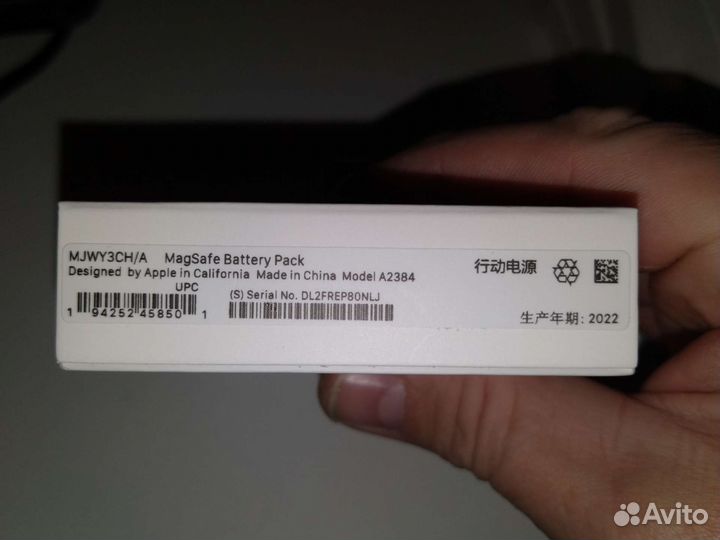 MJWY3CH/A MagSafe Battery Pack
Designed by Apple in California Made in China Model A2384
行动电源
UPC
1 94252 45850 1
(S) Serial No. DL2FREP80NLJ
生产年期: 2022
Avito